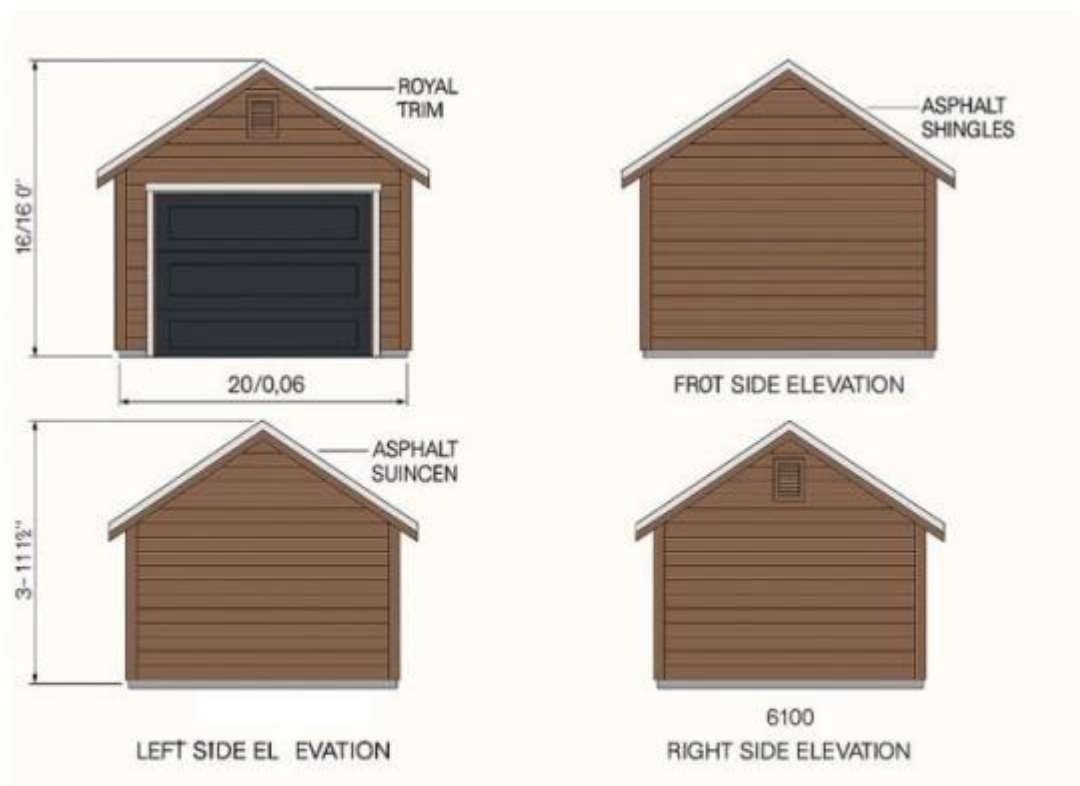 ROYAL
TRIM
ASPHALT
SHINGLES
16/16 0"
20/0,06
FROT SIDE ELEVATION
ASPHALT
SUINCEN
3-11 1½"
6100
LEFT SIDE EL EVATION
RIGHT SIDE ELEVATION